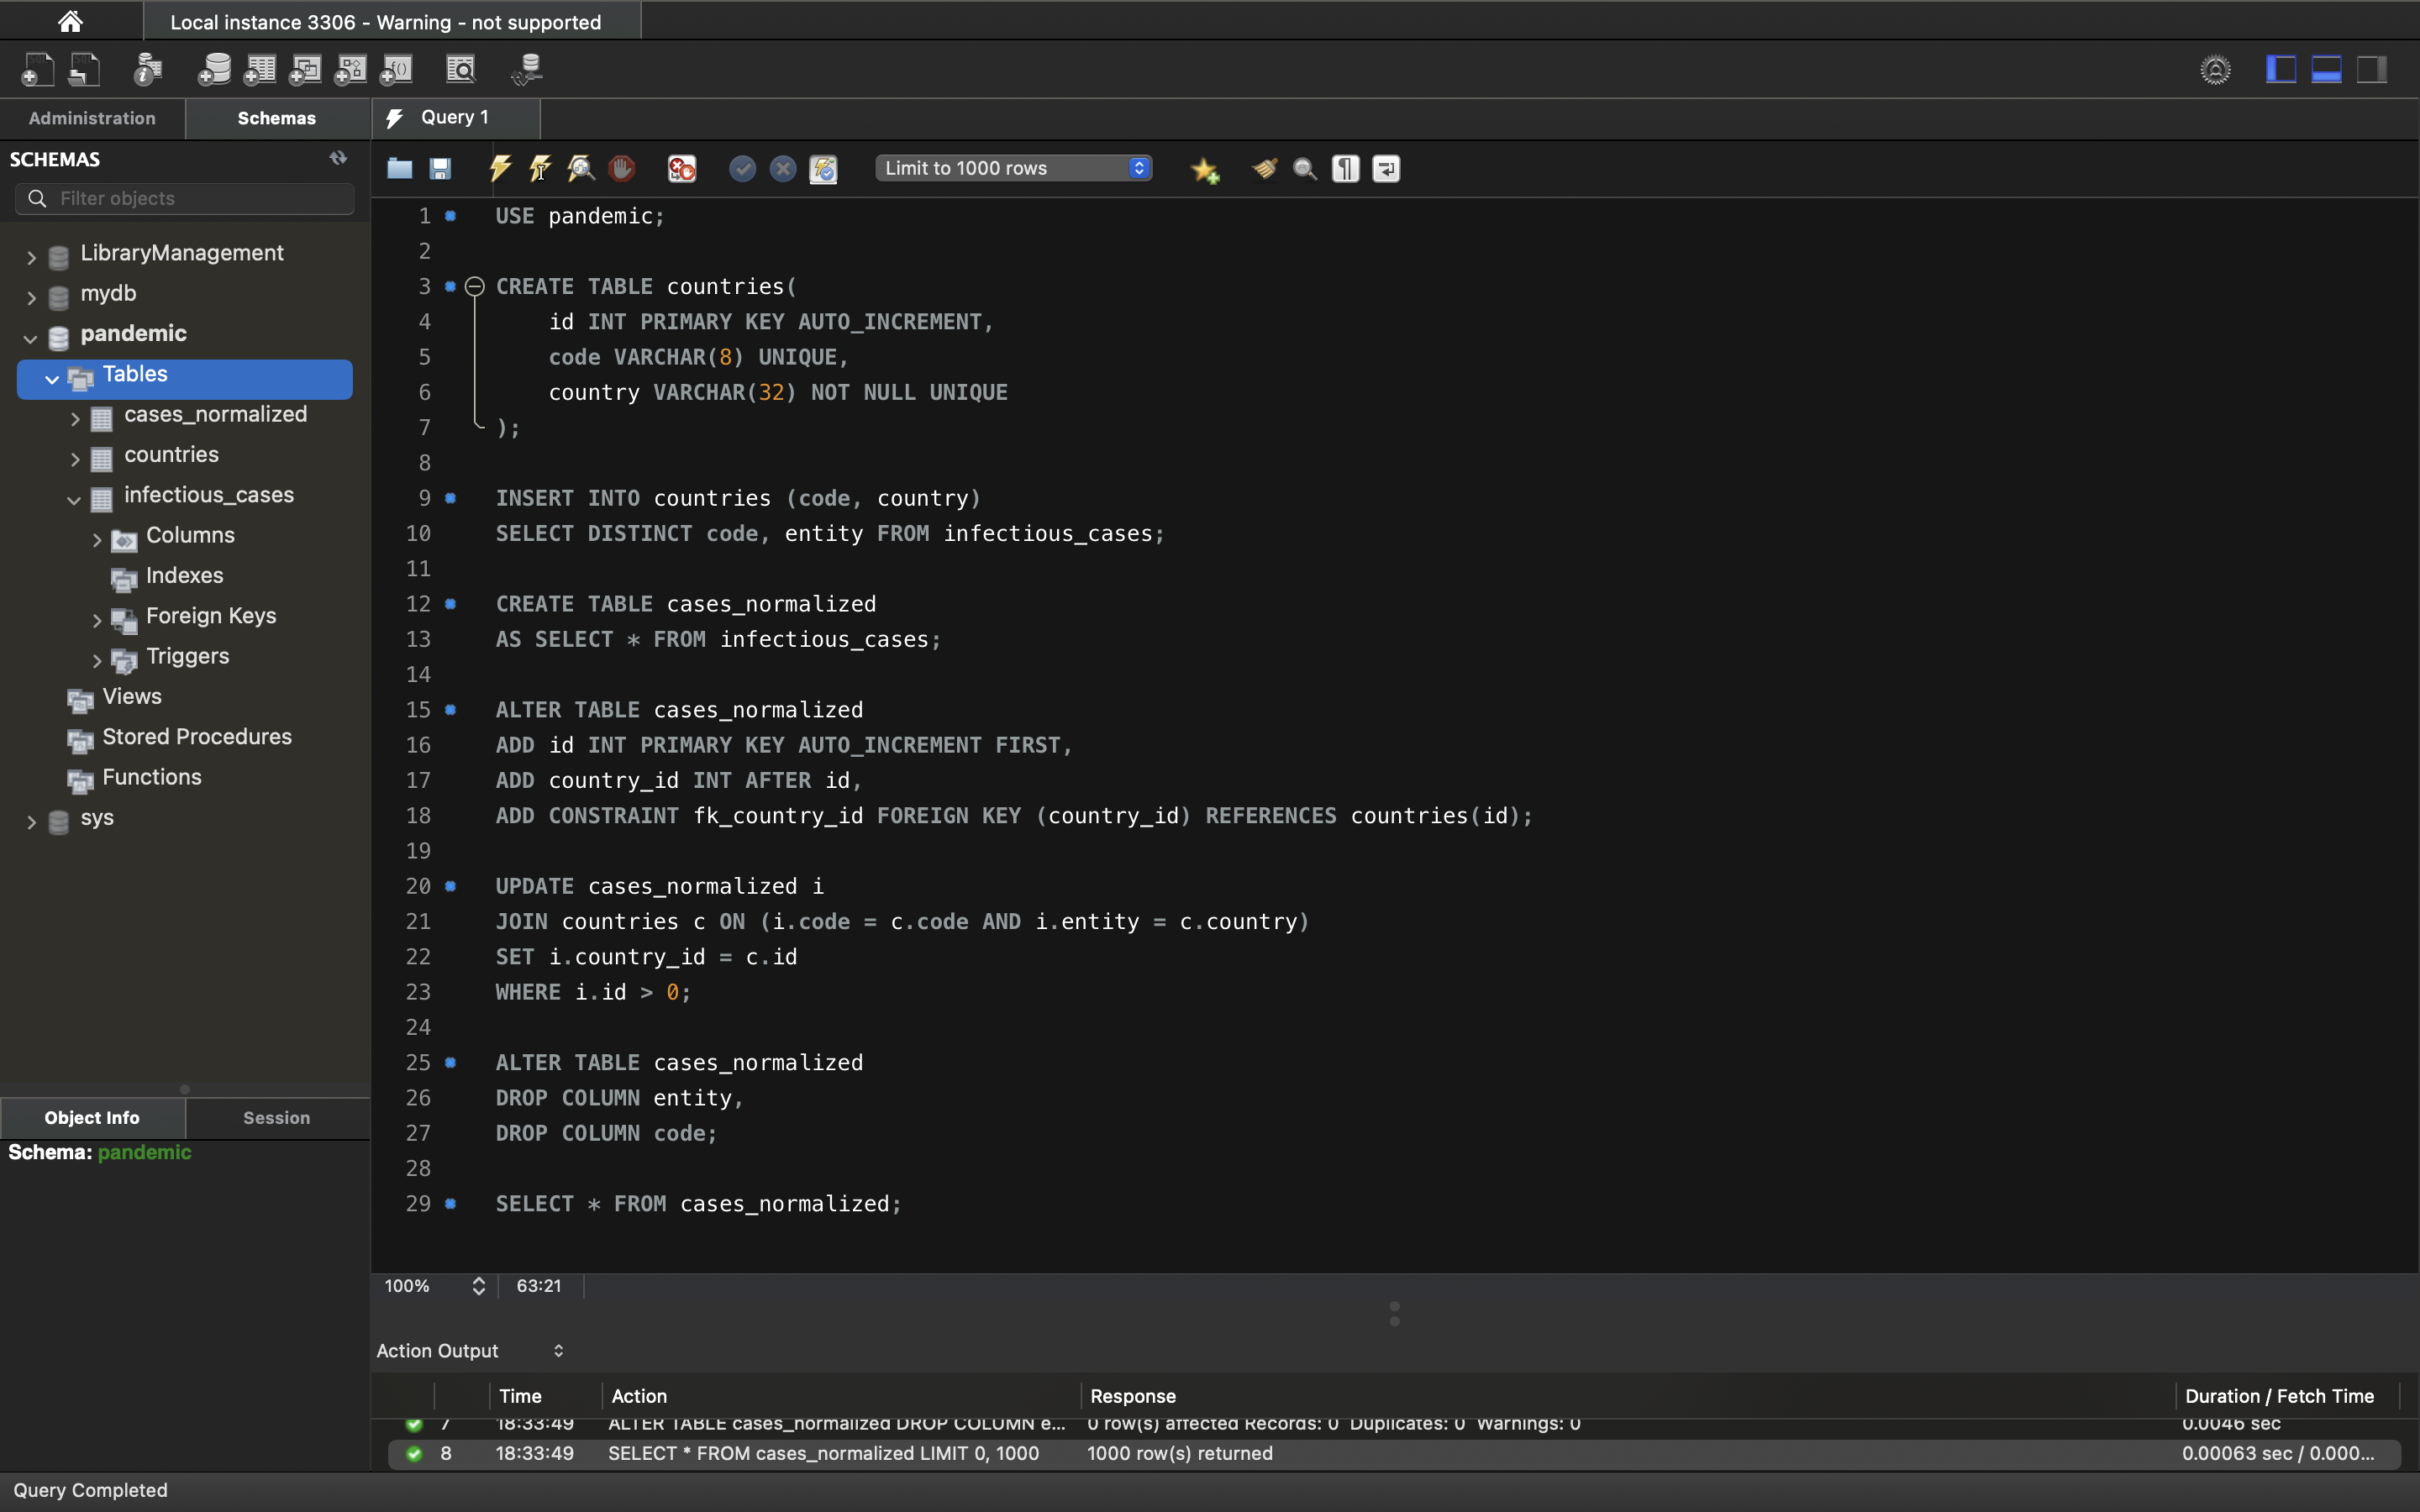 Local instance 3306 - Warning - not supported
Administration
Schemas
Query 1
SCHEMAS
Filter objects
Limit to 1000 rows
LibraryManagement
mydb
pandemic
Tables
cases_normalized
countries
infectious_cases
Columns
Indexes
Foreign Keys
Triggers
Views
Stored Procedures
Functions
sys
1 USE pandemic;
2
3 CREATE TABLE countries(
4 id INT PRIMARY KEY AUTO_INCREMENT,
5 code VARCHAR(8) UNIQUE,
6 country VARCHAR(32) NOT NULL UNIQUE
7 );
8
9 INSERT INTO countries (code, country)
10 SELECT DISTINCT code, entity FROM infectious_cases;
11
12 CREATE TABLE cases_normalized
13 AS SELECT * FROM infectious_cases;
14
15 ALTER TABLE cases_normalized
16 ADD id INT PRIMARY KEY AUTO_INCREMENT FIRST,
17 ADD country_id INT AFTER id,
18 ADD CONSTRAINT fk_country_id FOREIGN KEY (country_id) REFERENCES countries(id);
19
20 UPDATE cases_normalized i
21 JOIN countries c ON (i.code = c.code AND i.entity = c.country)
22 SET i.country_id = c.id
23 WHERE i.id > 0;
24
25 ALTER TABLE cases_normalized
26 DROP COLUMN entity,
27 DROP COLUMN code;
28
29 SELECT * FROM cases_normalized;
Object Info
Session
Schema: pandemic
100%
63:21
Action Output
Time Action Response Duration / Fetch Time
7 18:33:49 ALTER TABLE cases_normalized DROP COLUMN e... 0 row(s) affected Records: 0 Duplicates: 0 Warnings: 0 0.0046 sec
8 18:33:49 SELECT * FROM cases_normalized LIMIT 0, 1000 1000 row(s) returned 0.00063 sec / 0.000...
Query Completed